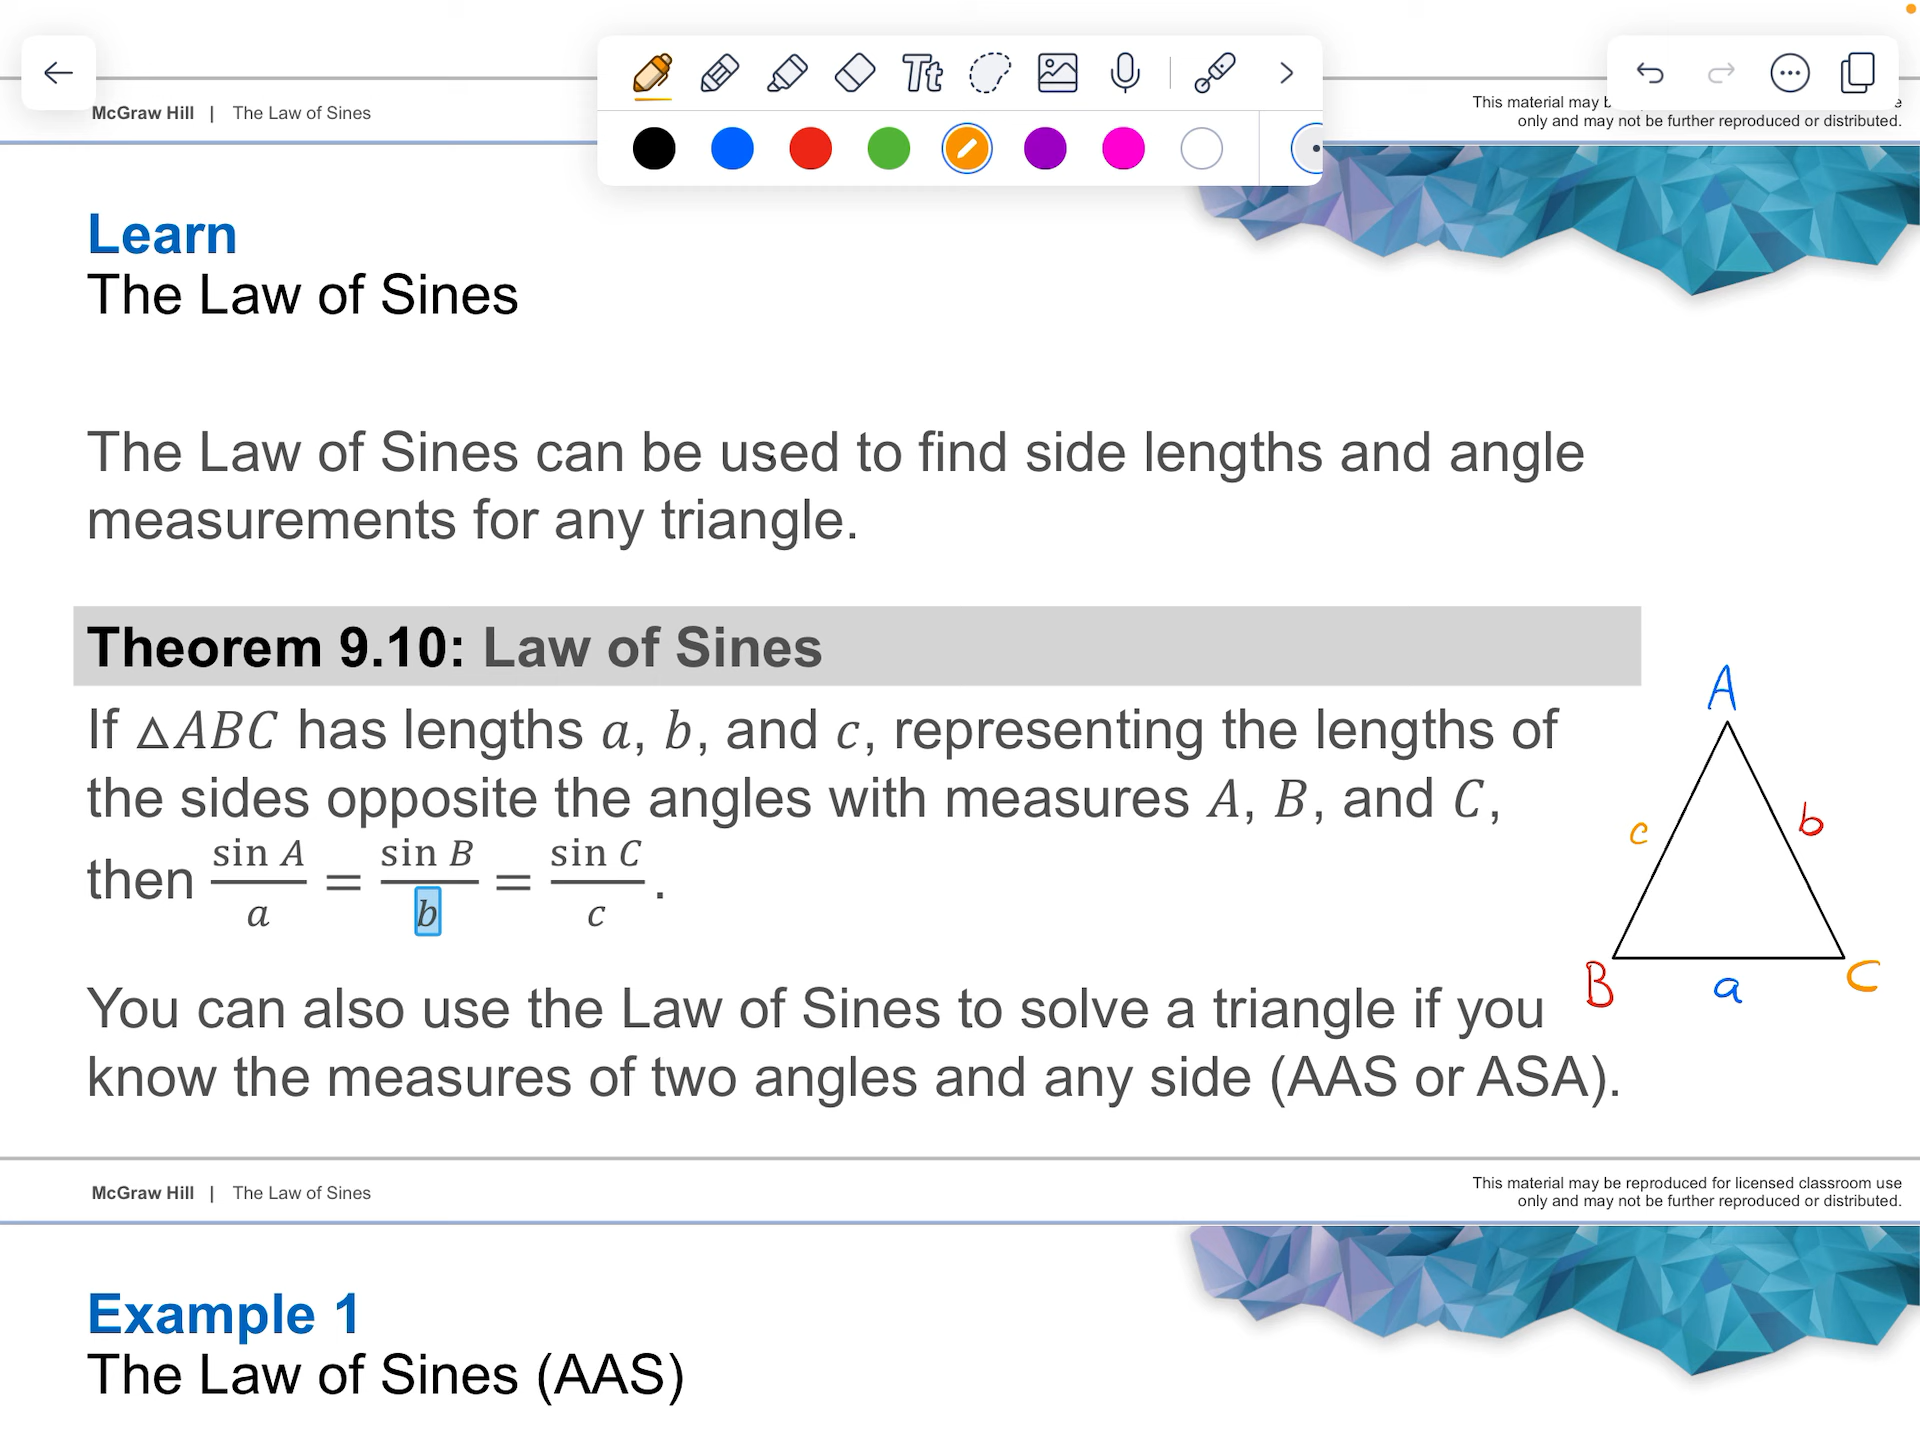 McGraw Hill | The Law of Sines
This material may b
e
only and may not be further reproduced or distributed.
Tt
Learn
The Law of Sines
The Law of Sines can be used to find side lengths and angle
measurements for any triangle.
Theorem 9.10: Law of Sines
If △ABC has lengths a, b, and c, representing the lengths of
the sides opposite the angles with measures A, B, and C,
then sin A / a = sin B / b = sin C / c.
A
c
b
B
a
C
You can also use the Law of Sines to solve a triangle if you
know the measures of two angles and any side (AAS or ASA).
McGraw Hill | The Law of Sines
This material may be reproduced for licensed classroom use
only and may not be further reproduced or distributed.
Example 1
The Law of Sines (AAS)